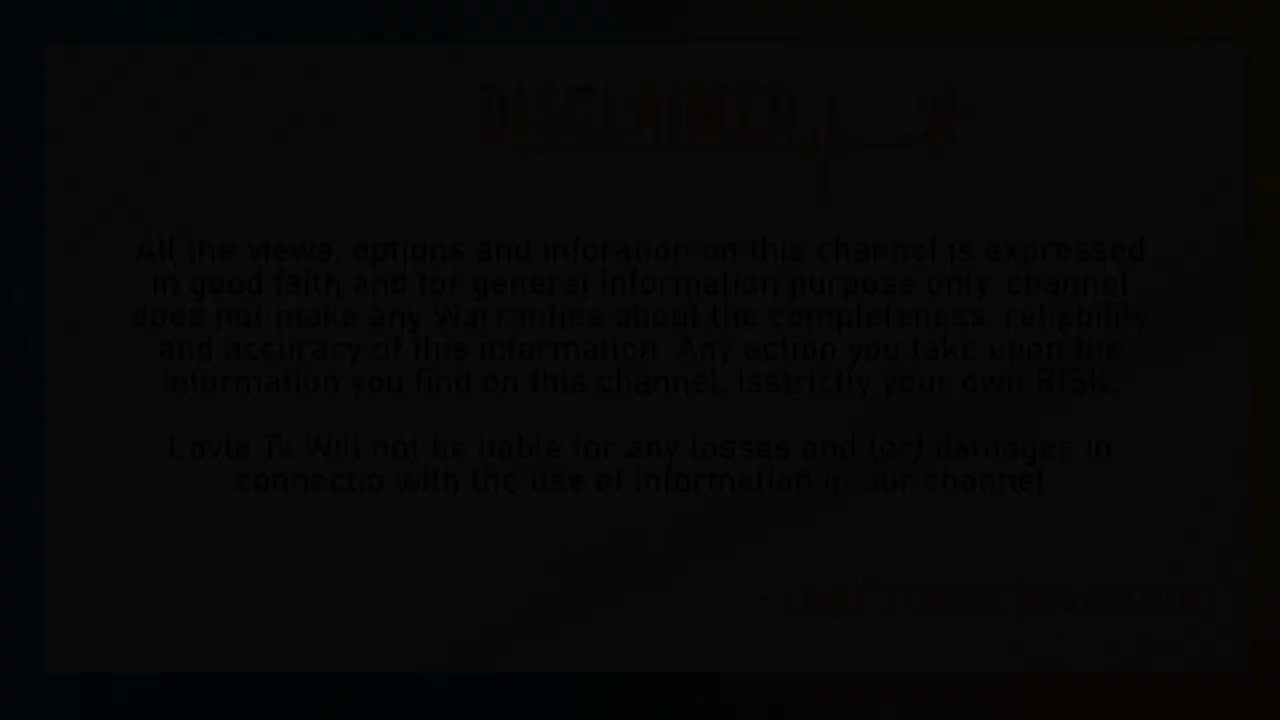 DISCLAIMER
All the views, options and inforation on this channel is expressed
in good faith and for general information purpose only. channel
does not make any Warranties about the completeness, reliability
and accuracy of this information. Any action you take upon the
information you find on this channel, isstrictly your own RISK.
Lovle Tv Will not be liable for any losses and (or) damages in
connectio with the use of information in our channel